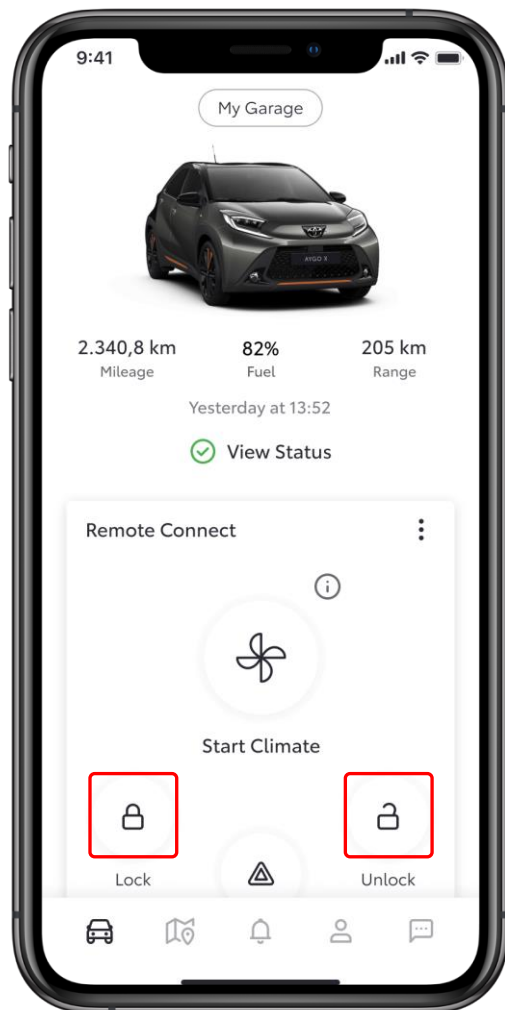 9:41
My Garage
AYGO X
2.340,8 km 82% 205 km
Mileage Fuel Range
Yesterday at 13:52
View Status
Remote Connect
Start Climate
Lock Unlock